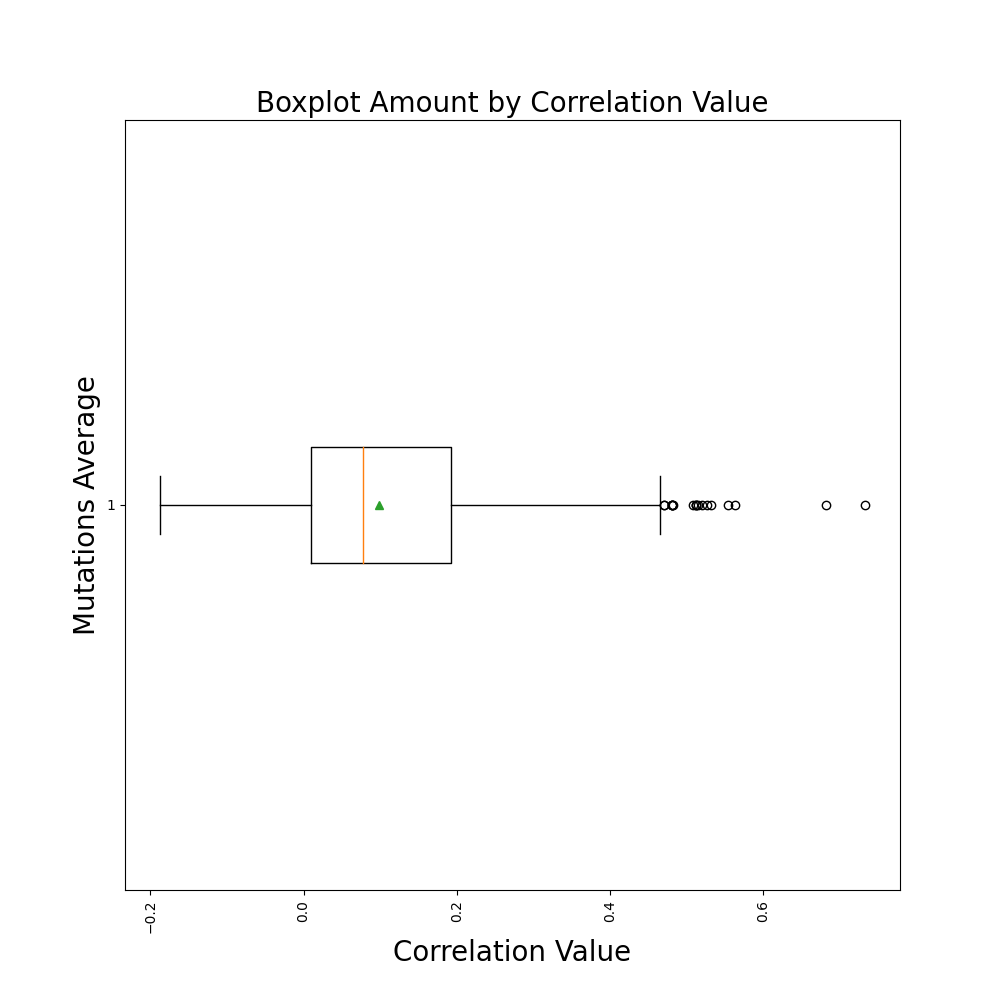 Boxplot Amount by Correlation Value
Mutations Average
1
−0.2
0.0
0.2
0.4
0.6
Correlation Value